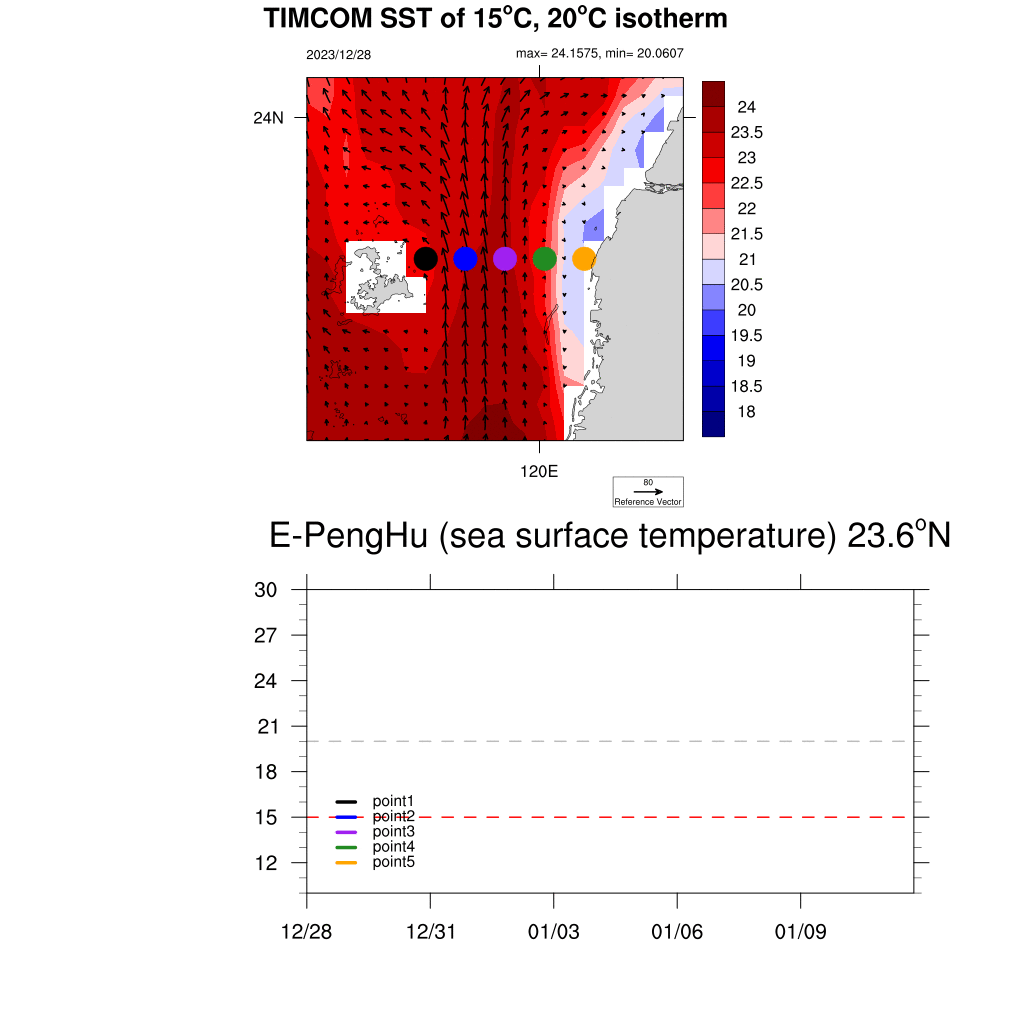 TIMCOM SST of 15°C, 20°C isotherm
2023/12/28
max= 24.1575, min= 20.0607
24N
120E
24
23.5
23
22.5
22
21.5
21
20.5
20
19.5
19
18.5
18
80
Reference Vector
E-PengHu (sea surface temperature) 23.6°N
30
27
24
21
18
15
12
point1
point2
point3
point4
point5
12/28 12/31 01/03 01/06 01/09